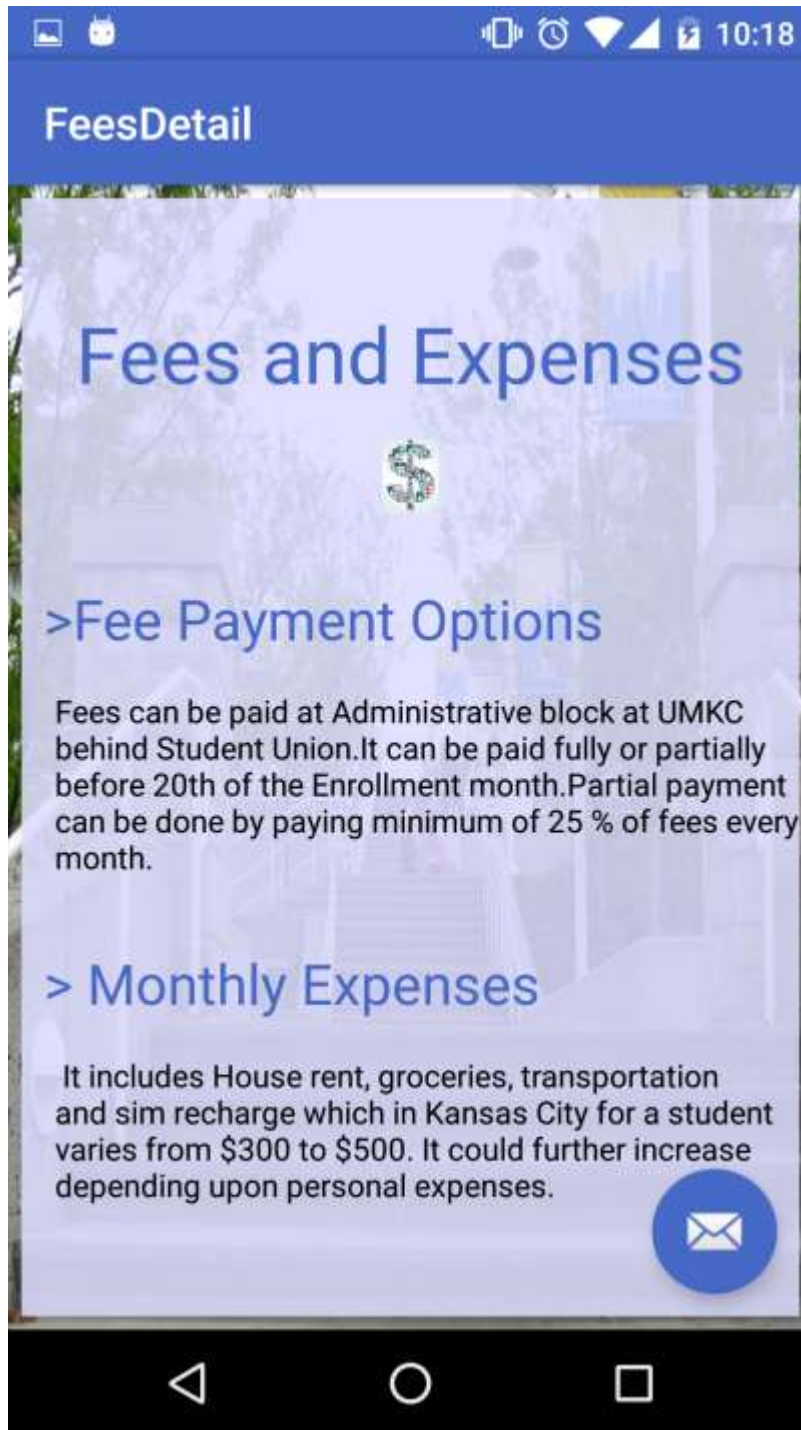 10:18
FeesDetail
Fees and Expenses
$
>Fee Payment Options
Fees can be paid at Administrative block at UMKC
behind Student Union.It can be paid fully or partially
before 20th of the Enrollment month.Partial payment
can be done by paying minimum of 25 % of fees every
month.
> Monthly Expenses
It includes House rent, groceries, transportation
and sim recharge which in Kansas City for a student
varies from $300 to $500. It could further increase
depending upon personal expenses.